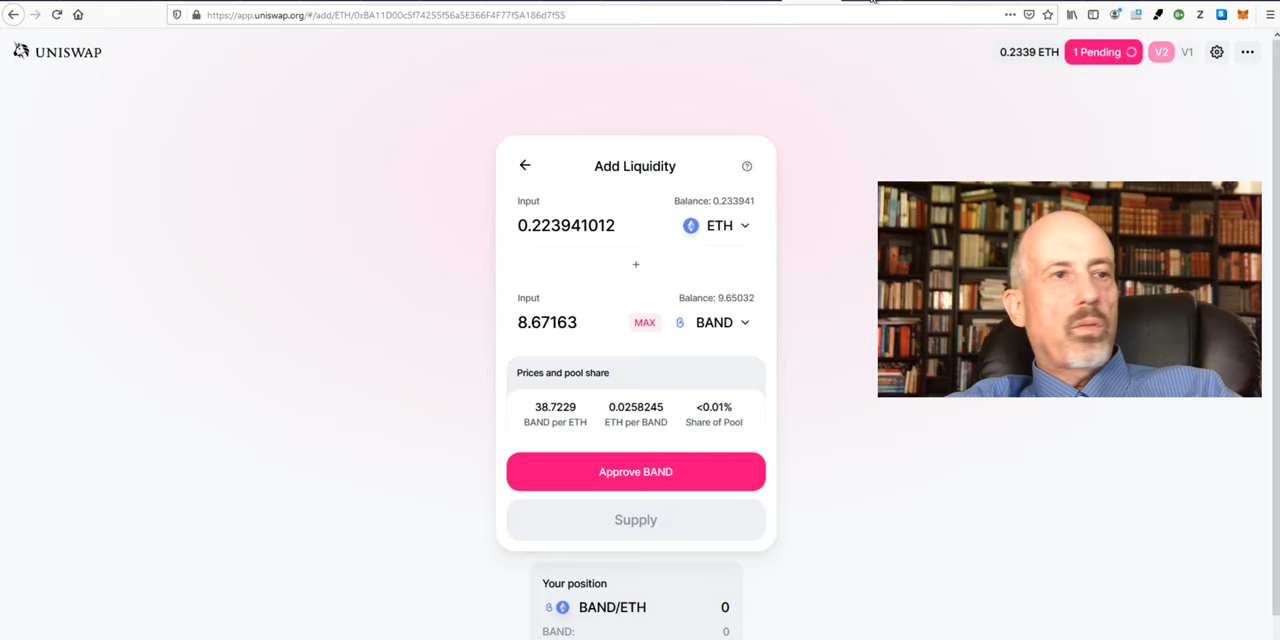 https://app.uniswap.org/#/add/ETH/0xBA11D00c5f74255f56a5E366F4F77f5A186d7f55
UNISWAP
0.2339 ETH 1 Pending V2 V1
Add Liquidity
Input Balance: 0.233941
0.223941012 ETH
+
Input Balance: 9.65032
8.67163 MAX BAND
Prices and pool share
38.7229 0.0258245 <0.01%
BAND per ETH ETH per BAND Share of Pool
Approve BAND
Supply
Your position
BAND/ETH 0
BAND: 0